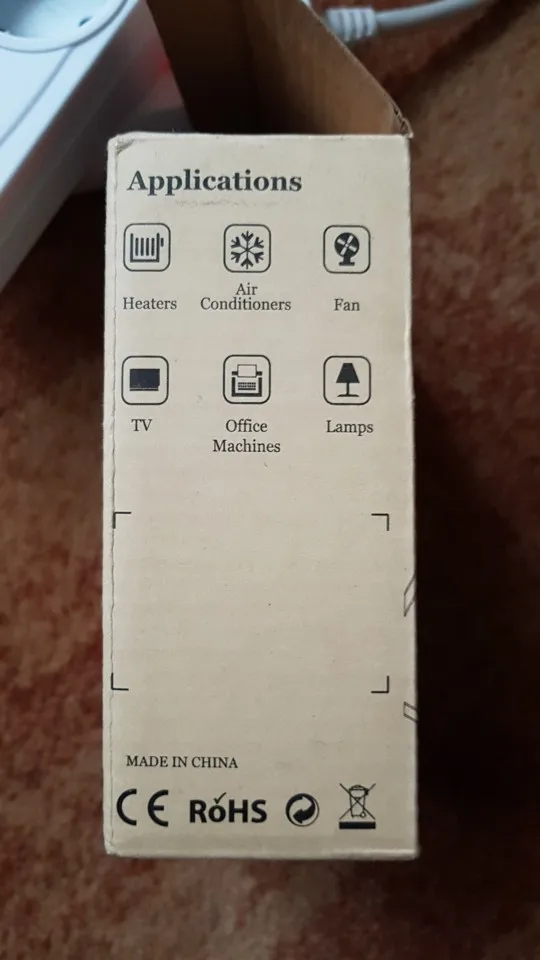 Applications
Heaters
Air
Conditioners
Fan
TV
Office
Machines
Lamps
MADE IN CHINA
CE RoHS